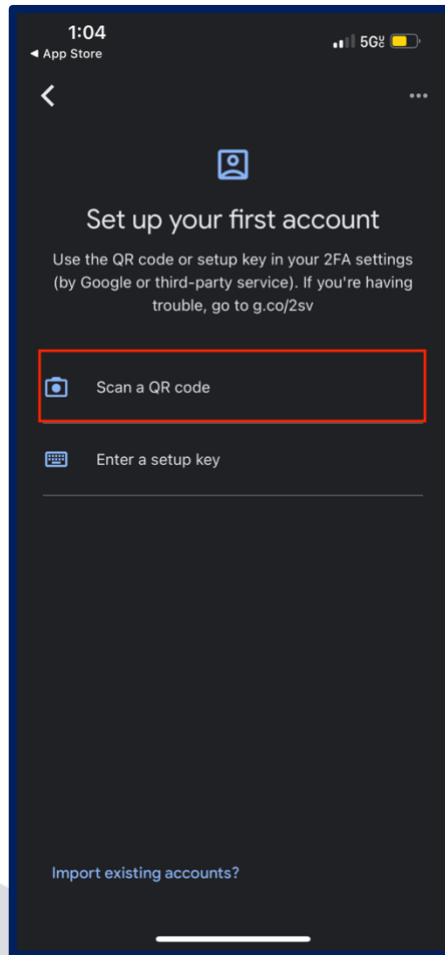 1:04
5G
App Store
Set up your first account
Use the QR code or setup key in your 2FA settings
(by Google or third-party service). If you're having
trouble, go to g.co/2sv
Scan a QR code
Enter a setup key
Import existing accounts?